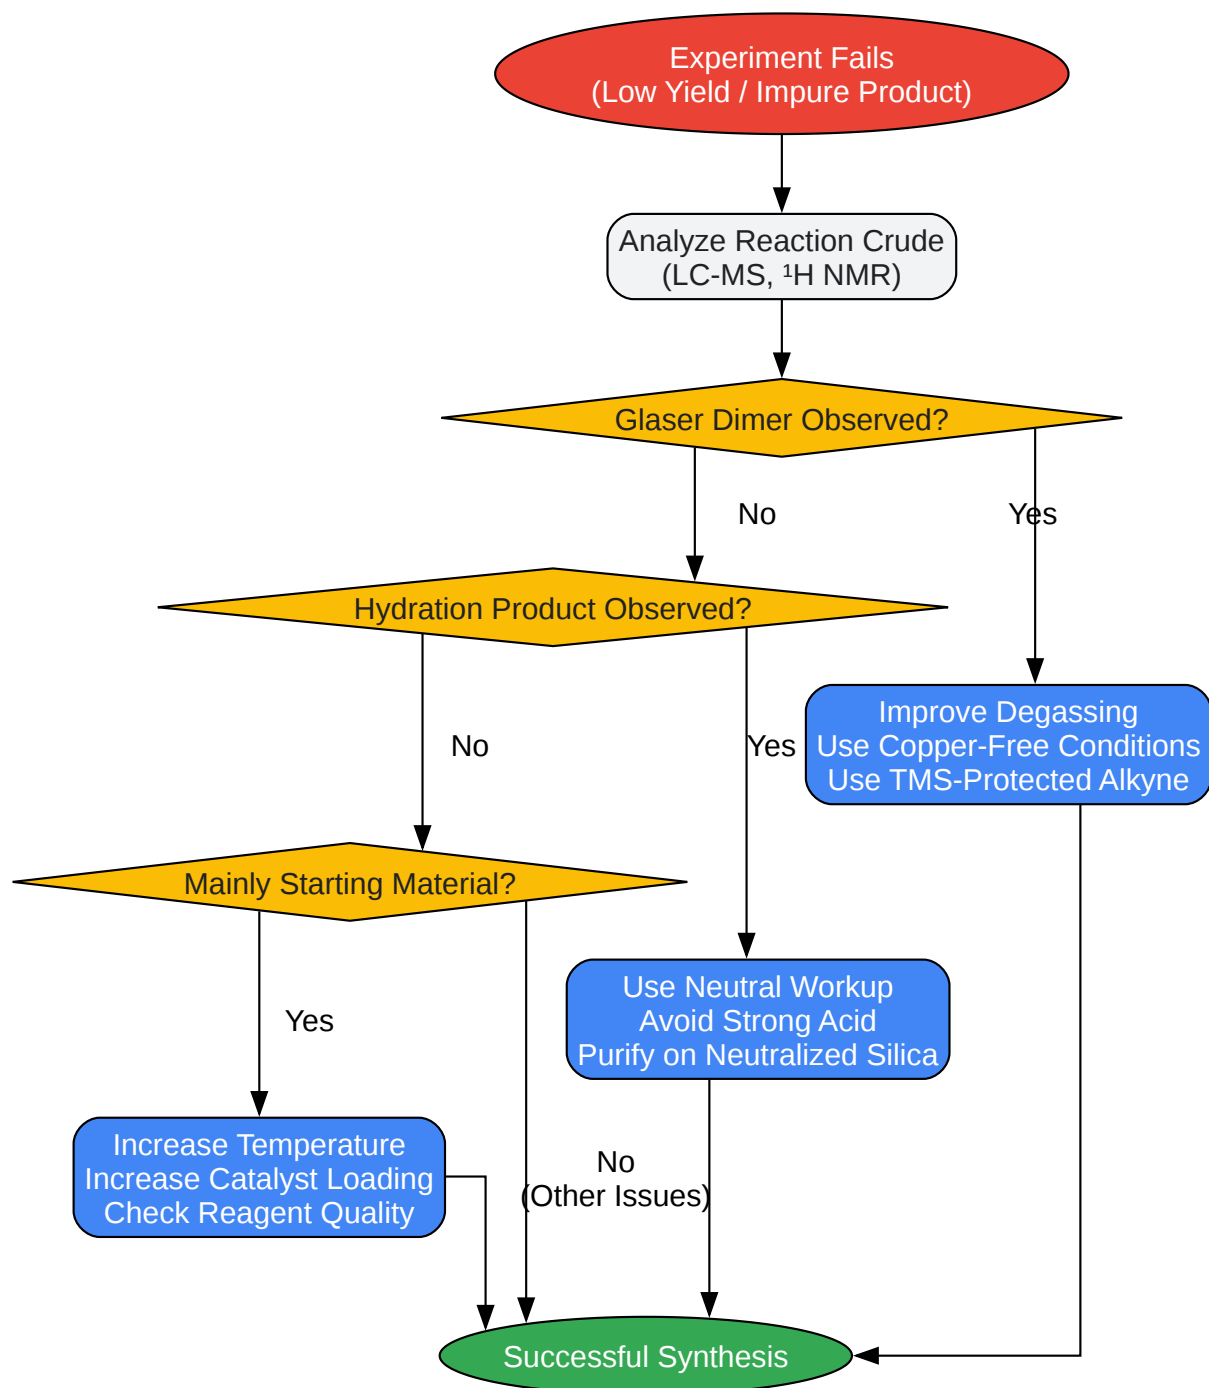 Experiment Fails
(Low Yield / Impure Product)
Analyze Reaction Crude
(LC-MS, ¹H NMR)
Glaser Dimer Observed?
No
Yes
Hydration Product Observed?
No
Yes
Improve Degassing
Use Copper-Free Conditions
Use TMS-Protected Alkyne
Mainly Starting Material?
Yes
Use Neutral Workup
Avoid Strong Acid
Purify on Neutralized Silica
Increase Temperature
Increase Catalyst Loading
Check Reagent Quality
No
(Other Issues)
Successful Synthesis